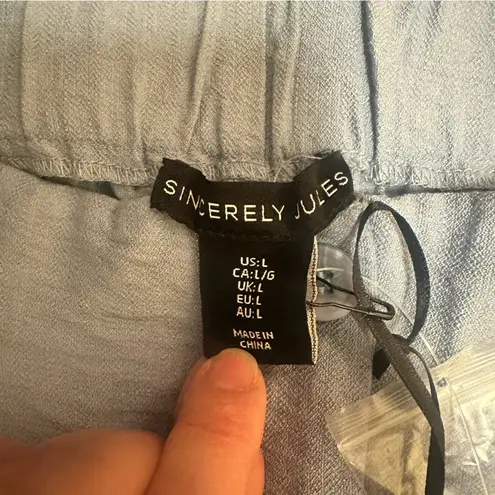 SINCERELY JULES
US:L
CA:L/G
UK:L
EU:L
AU:L
MADE IN
CHINA